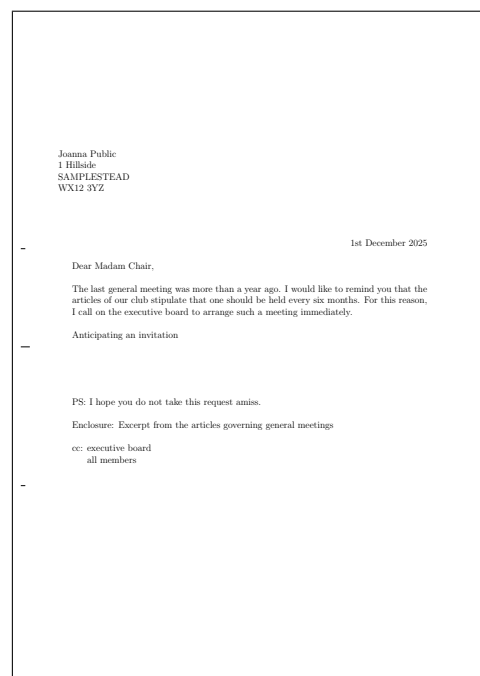 Joanna Public
1 Hillside
SAMPLESTEAD
WX12 3YZ
1st December 2025
Dear Madam Chair,
The last general meeting was more than a year ago. I would like to remind you that the
articles of our club stipulate that one should be held every six months. For this reason,
I call on the executive board to arrange such a meeting immediately.
Anticipating an invitation
PS: I hope you do not take this request amiss.
Enclosure: Excerpt from the articles governing general meetings
cc: executive board
all members